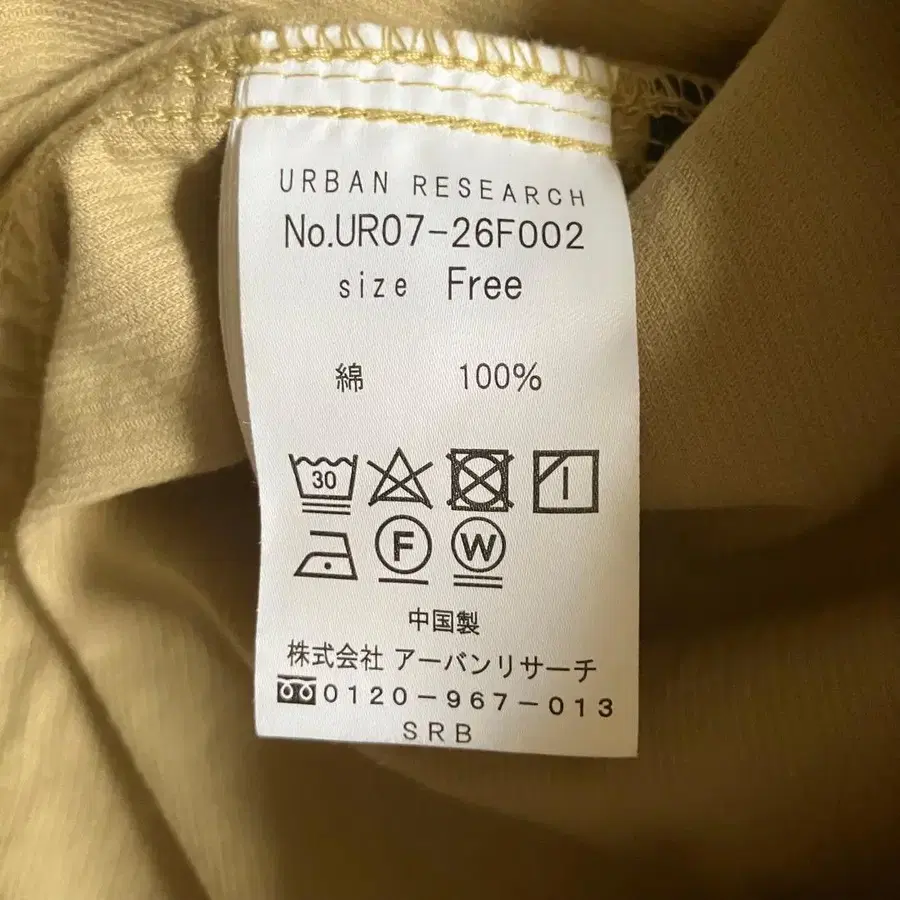 URBAN RESEARCH
No.UR07-26F002
size Free
綿 100%
30
F W
中国製
株式会社 アーバンリサーチ
0120-967-013
SRB